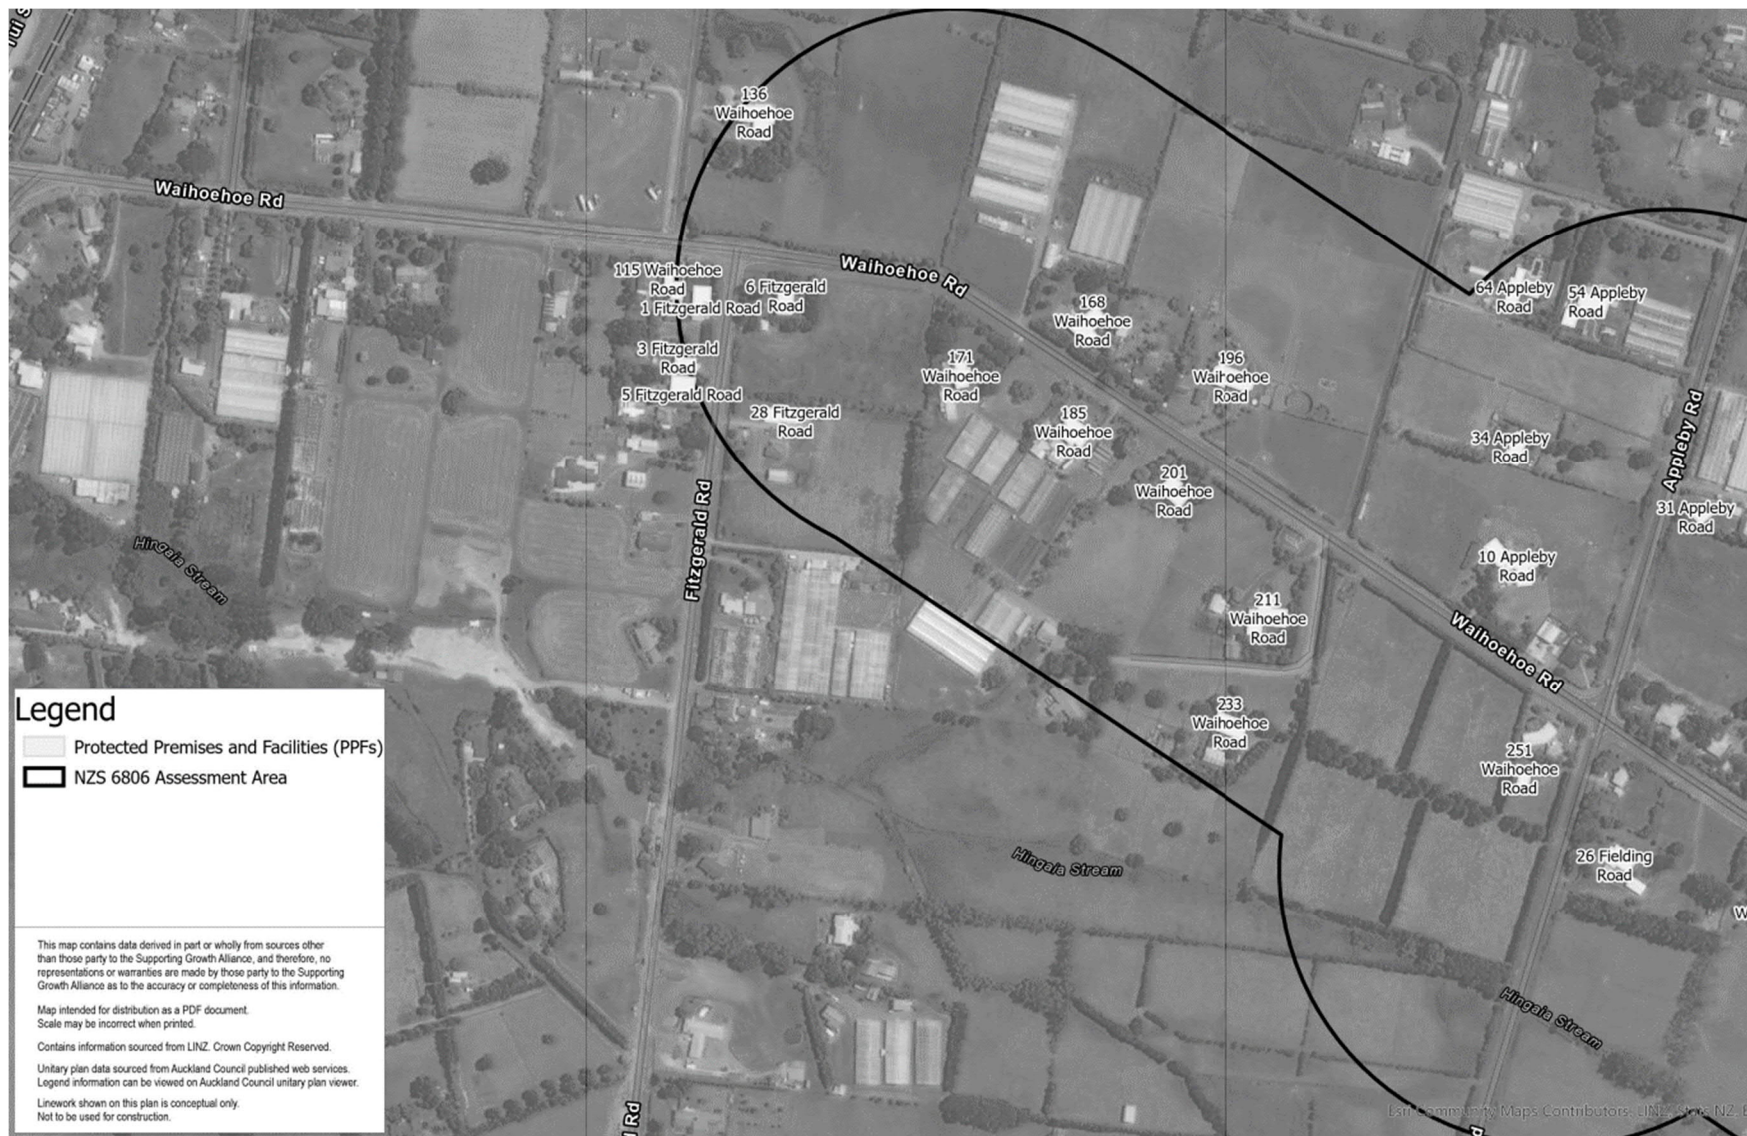 136
Waihoehoe
Road
Waihoehoe Rd
Waihoehoe Rd
115 Waihoehoe
Road
1 Fitzgerald Road
6 Fitzgerald
Road
3 Fitzgerald
Road
5 Fitzgerald Road
28 Fitzgerald
Road
168
Waihoehoe
Road
171
Waihoehoe
Road
185
Waihoehoe
Road
196
Waihoehoe
Road
201
Waihoehoe
Road
64 Appleby
Road
54 Appleby
Road
34 Appleby
Road
Appleby Rd
31 Appleby
Road
10 Appleby
Road
Fitzgerald Rd
Hingaia Stream
211
Waihoehoe
Road
Waihoehoe Rd
233
Waihoehoe
Road
251
Waihoehoe
Road
26 Fielding
Road
Hingaia Stream
Hingaia Stream
Legend
Protected Premises and Facilities (PPFs)
NZS 6806 Assessment Area
This map contains data derived in part or wholly from sources other
than those party to the Supporting Growth Alliance, and therefore, no
representations or warranties are made by those party to the Supporting
Growth Alliance as to the accuracy or completeness of this information.
Map intended for distribution as a PDF document.
Scale may be incorrect when printed.
Contains information sourced from LINZ. Crown Copyright Reserved.
Unitary plan data sourced from Auckland Council published web services.
Legend information can be viewed on Auckland Council unitary plan viewer.
Linework shown on this plan is conceptual only.
Not to be used for construction.
Rd
Esri Community Maps Contributors, LINZ, Stats NZ, E